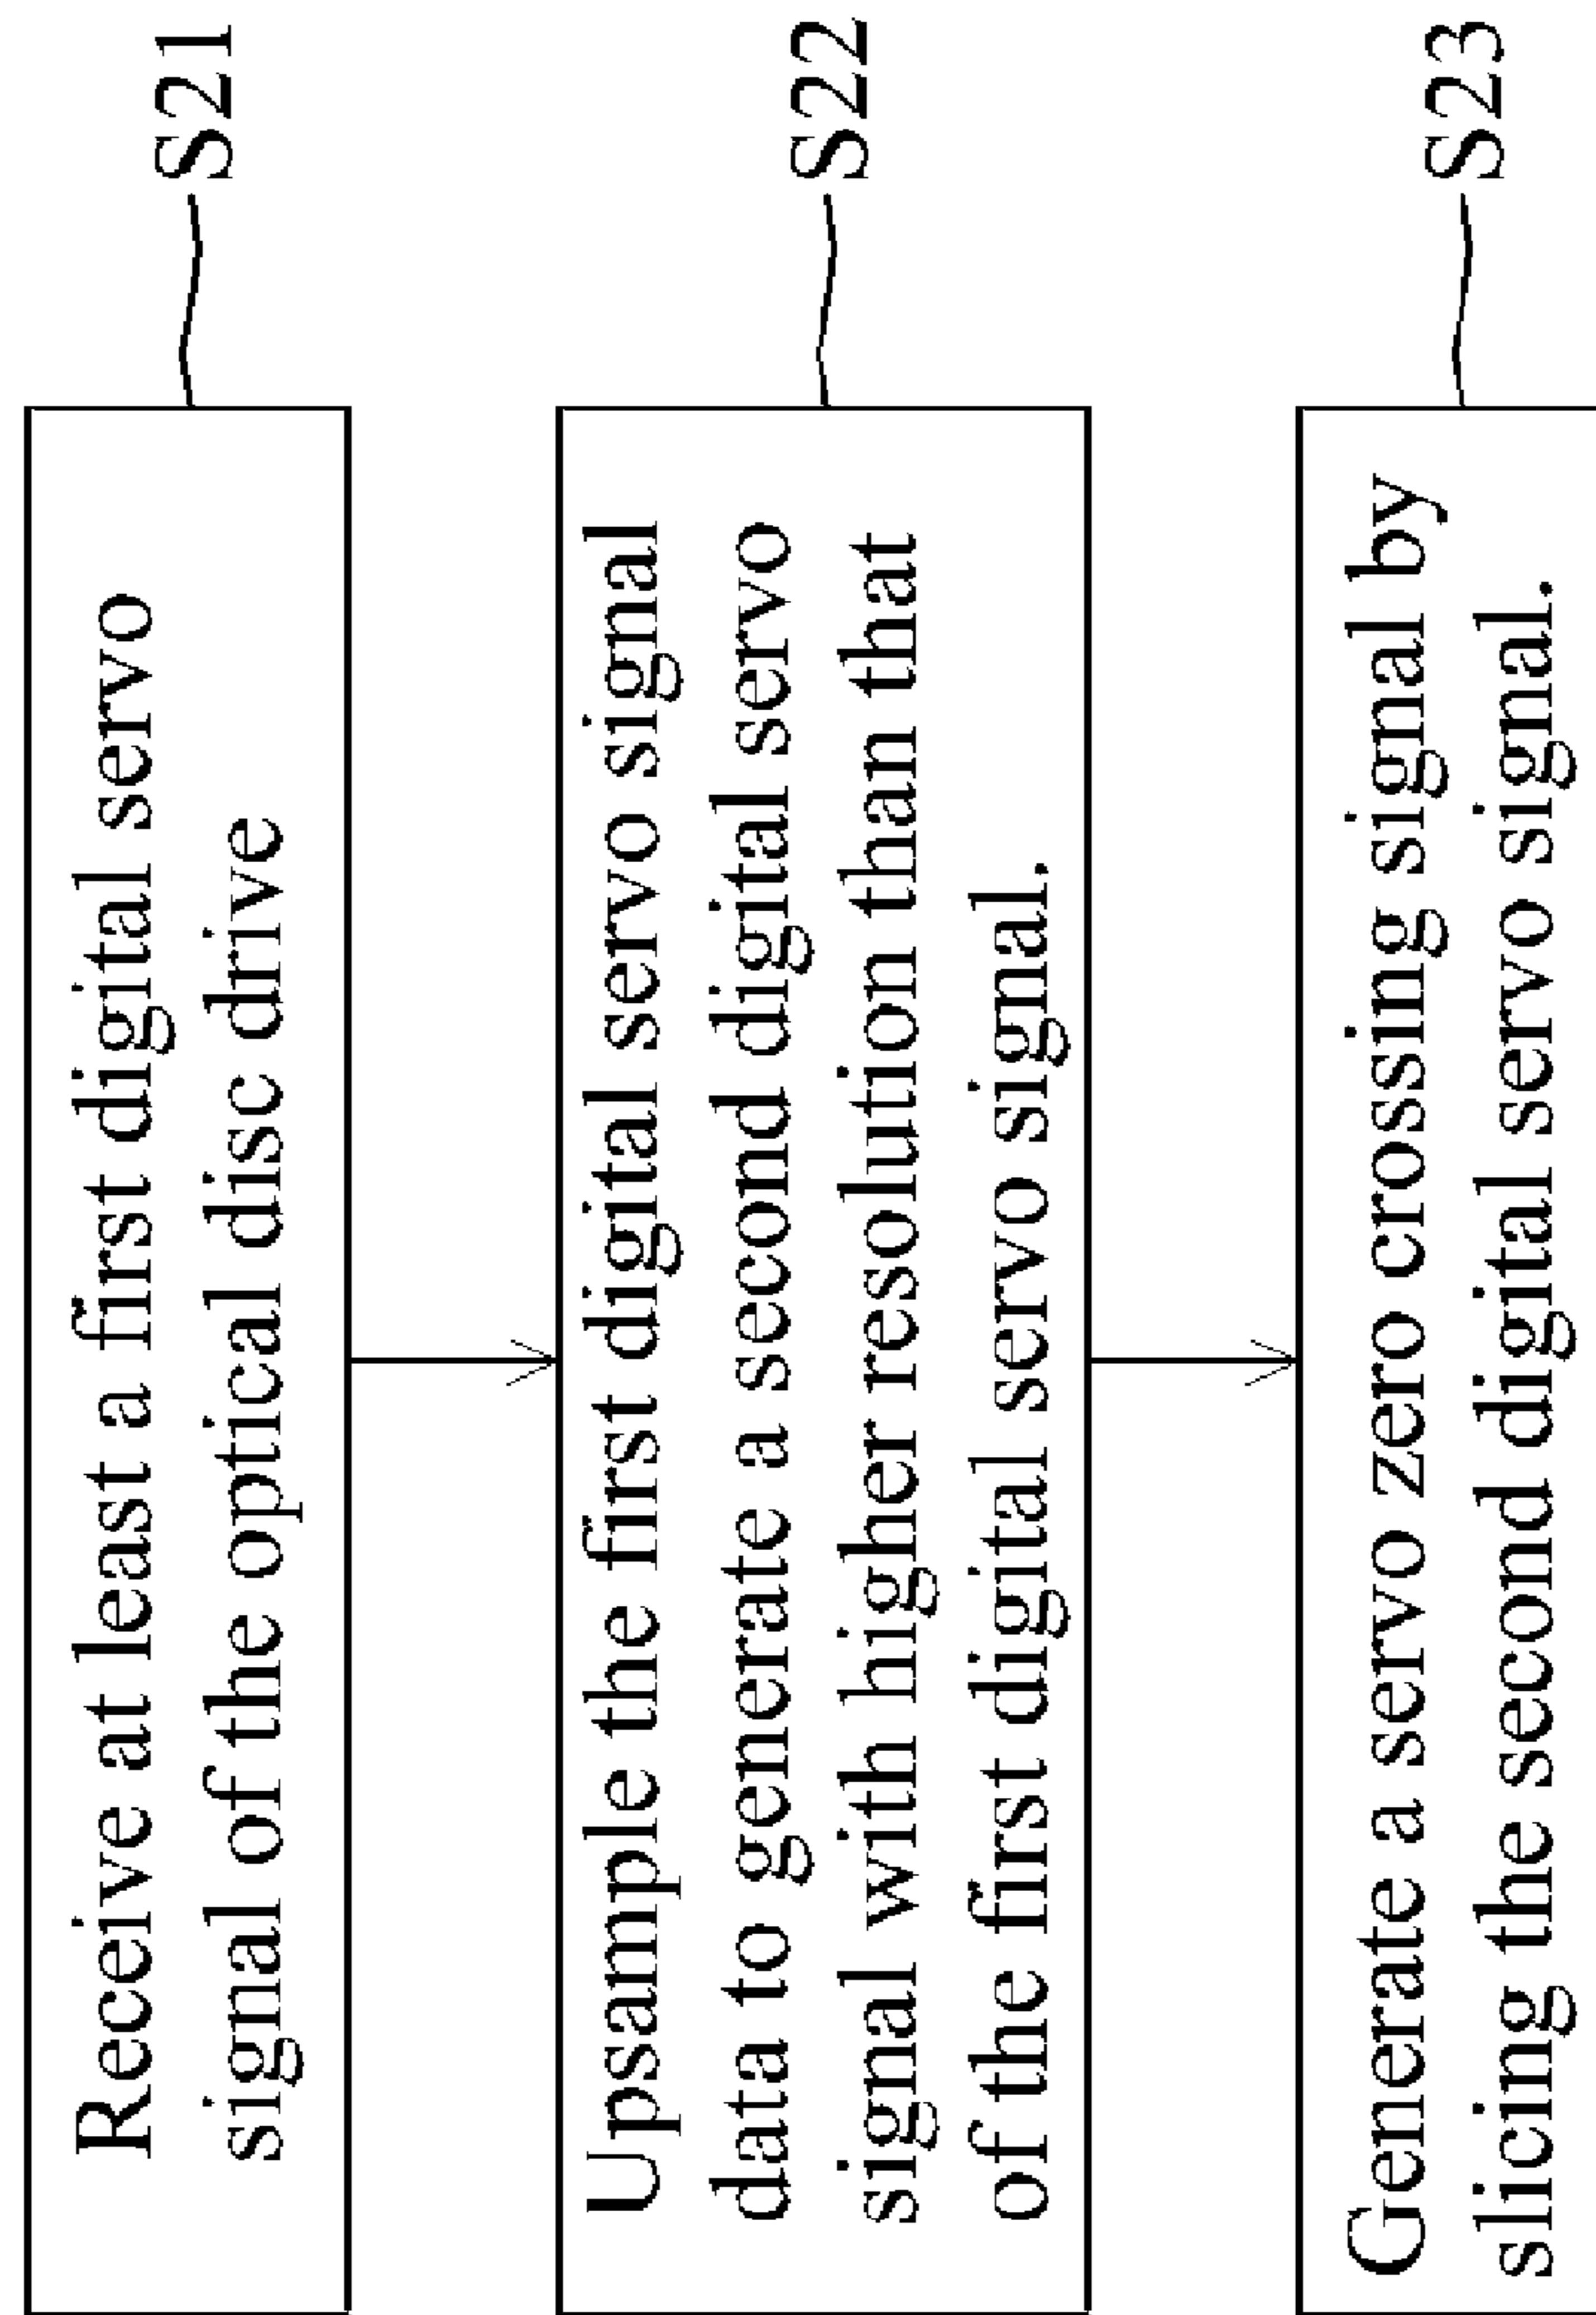 Receive at least a first digital servo
signal of the optical disc drive
S21
Upsample the first digital servo signal
data to generate a second digital servo
signal with higher resolution than that
of the first digital servo signal.
S22
Generate a servo zero crossing signal by
slicing the second digital servo signal.
S23